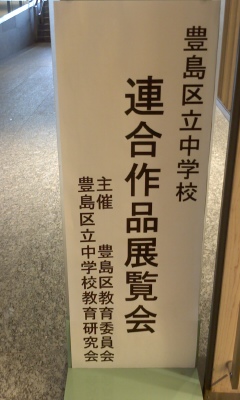 豊島区立中学校
連合作品展覧会
主催　豊島区教育委員会
豊島区立中学校教育研究会